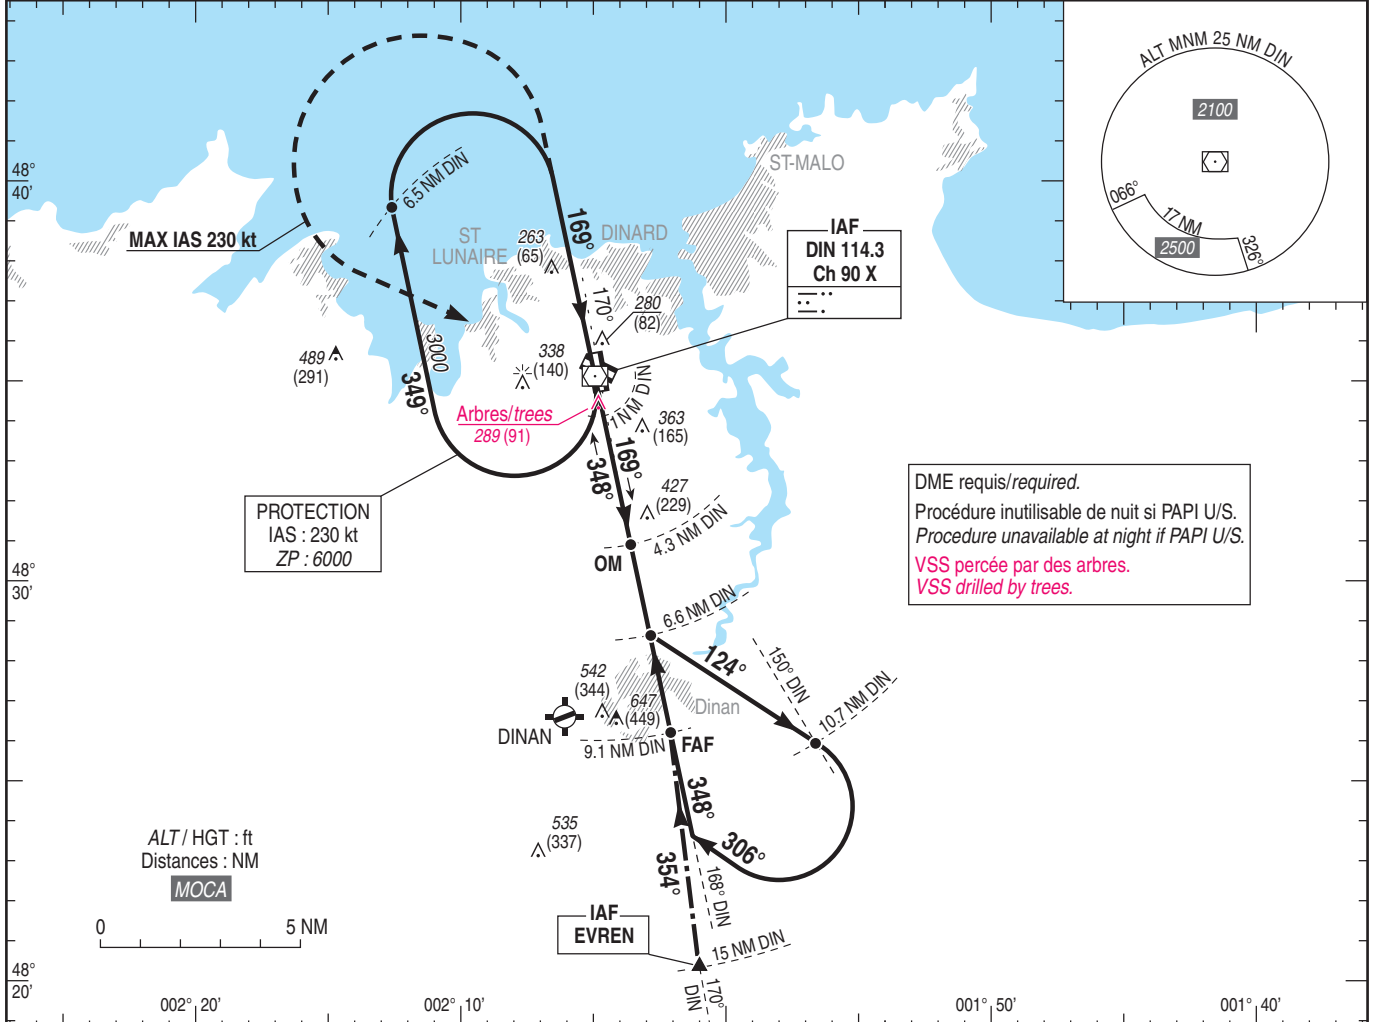 ALT MNM 25 NM DIN
2100
066°
17 NM
2500
326°
48°
40'
6.5 NM DIN
ST-MALO
MAX IAS 230 kt
ST
LUNAIRE
263
(65)
169°
DINARD
IAF
DIN 114.3
Ch 90 X
170°
280
(82)
489
(291)
3000
338
(140)
349°
Arbres/trees
289 (91)
1 NM DIN
363
(165)
348°
169°
427
(229)
PROTECTION
IAS : 230 kt
ZP : 6000
4.3 NM DIN
OM
DME requis/required.
Procédure inutilisable de nuit si PAPI U/S.
Procedure unavailable at night if PAPI U/S.
VSS percée par des arbres.
VSS drilled by trees.
48°
30'
6.6 NM DIN
124°
150° DIN
542
(344)
647
(449)
Dinan
10.7 NM DIN
DINAN
9.1 NM DIN
FAF
348°
535
(337)
306°
354°
168° DIN
ALT / HGT : ft
Distances : NM
MOCA
0 5 NM
IAF
EVREN
15 NM DIN
170°
DIN
48°
20'
002° 20'
002° 10'
001° 50'
001° 40'